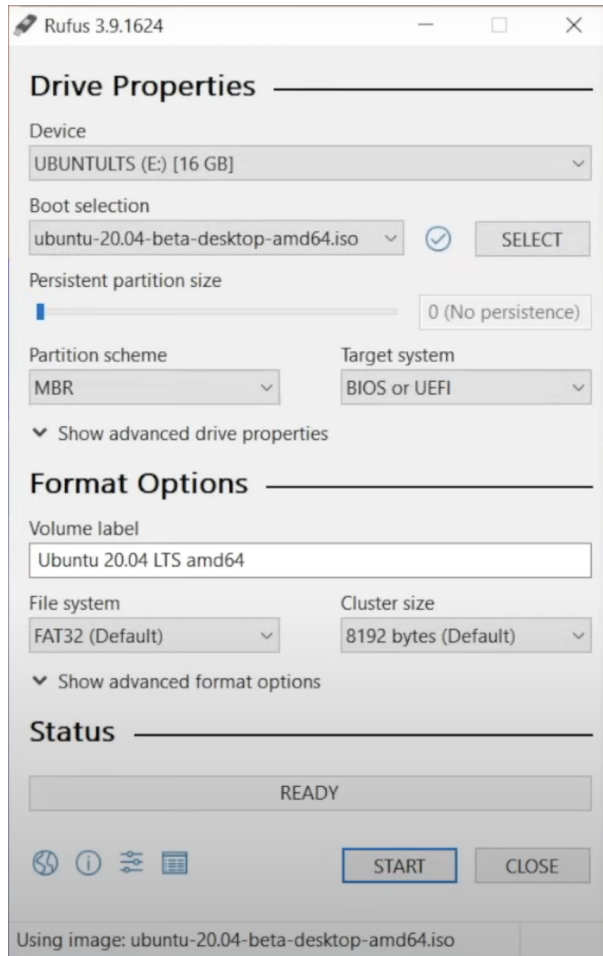 Rufus 3.9.1624
Drive Properties
Device
UBUNTULTS (E:) [16 GB]
Boot selection
ubuntu-20.04-beta-desktop-amd64.iso
SELECT
Persistent partition size
0 (No persistence)
Partition scheme
Target system
MBR
BIOS or UEFI
Show advanced drive properties
Format Options
Volume label
Ubuntu 20.04 LTS amd64
File system
Cluster size
FAT32 (Default)
8192 bytes (Default)
Show advanced format options
Status
READY
START
CLOSE
Using image: ubuntu-20.04-beta-desktop-amd64.iso